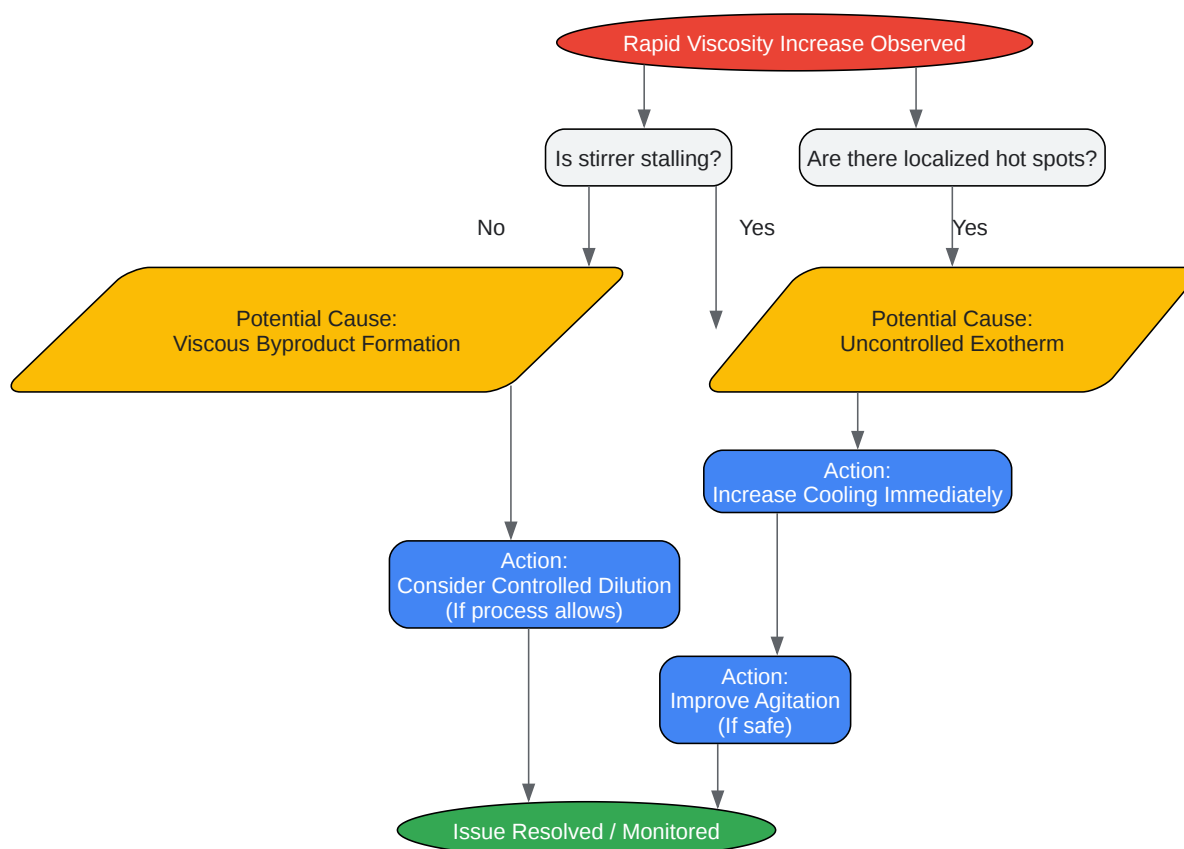 Rapid Viscosity Increase Observed
Is stirrer stalling?
Are there localized hot spots?
No
Yes
Yes
Potential Cause:
Viscous Byproduct Formation
Potential Cause:
Uncontrolled Exotherm
Action:
Increase Cooling Immediately
Action:
Consider Controlled Dilution
(If process allows)
Action:
Improve Agitation
(If safe)
Issue Resolved / Monitored